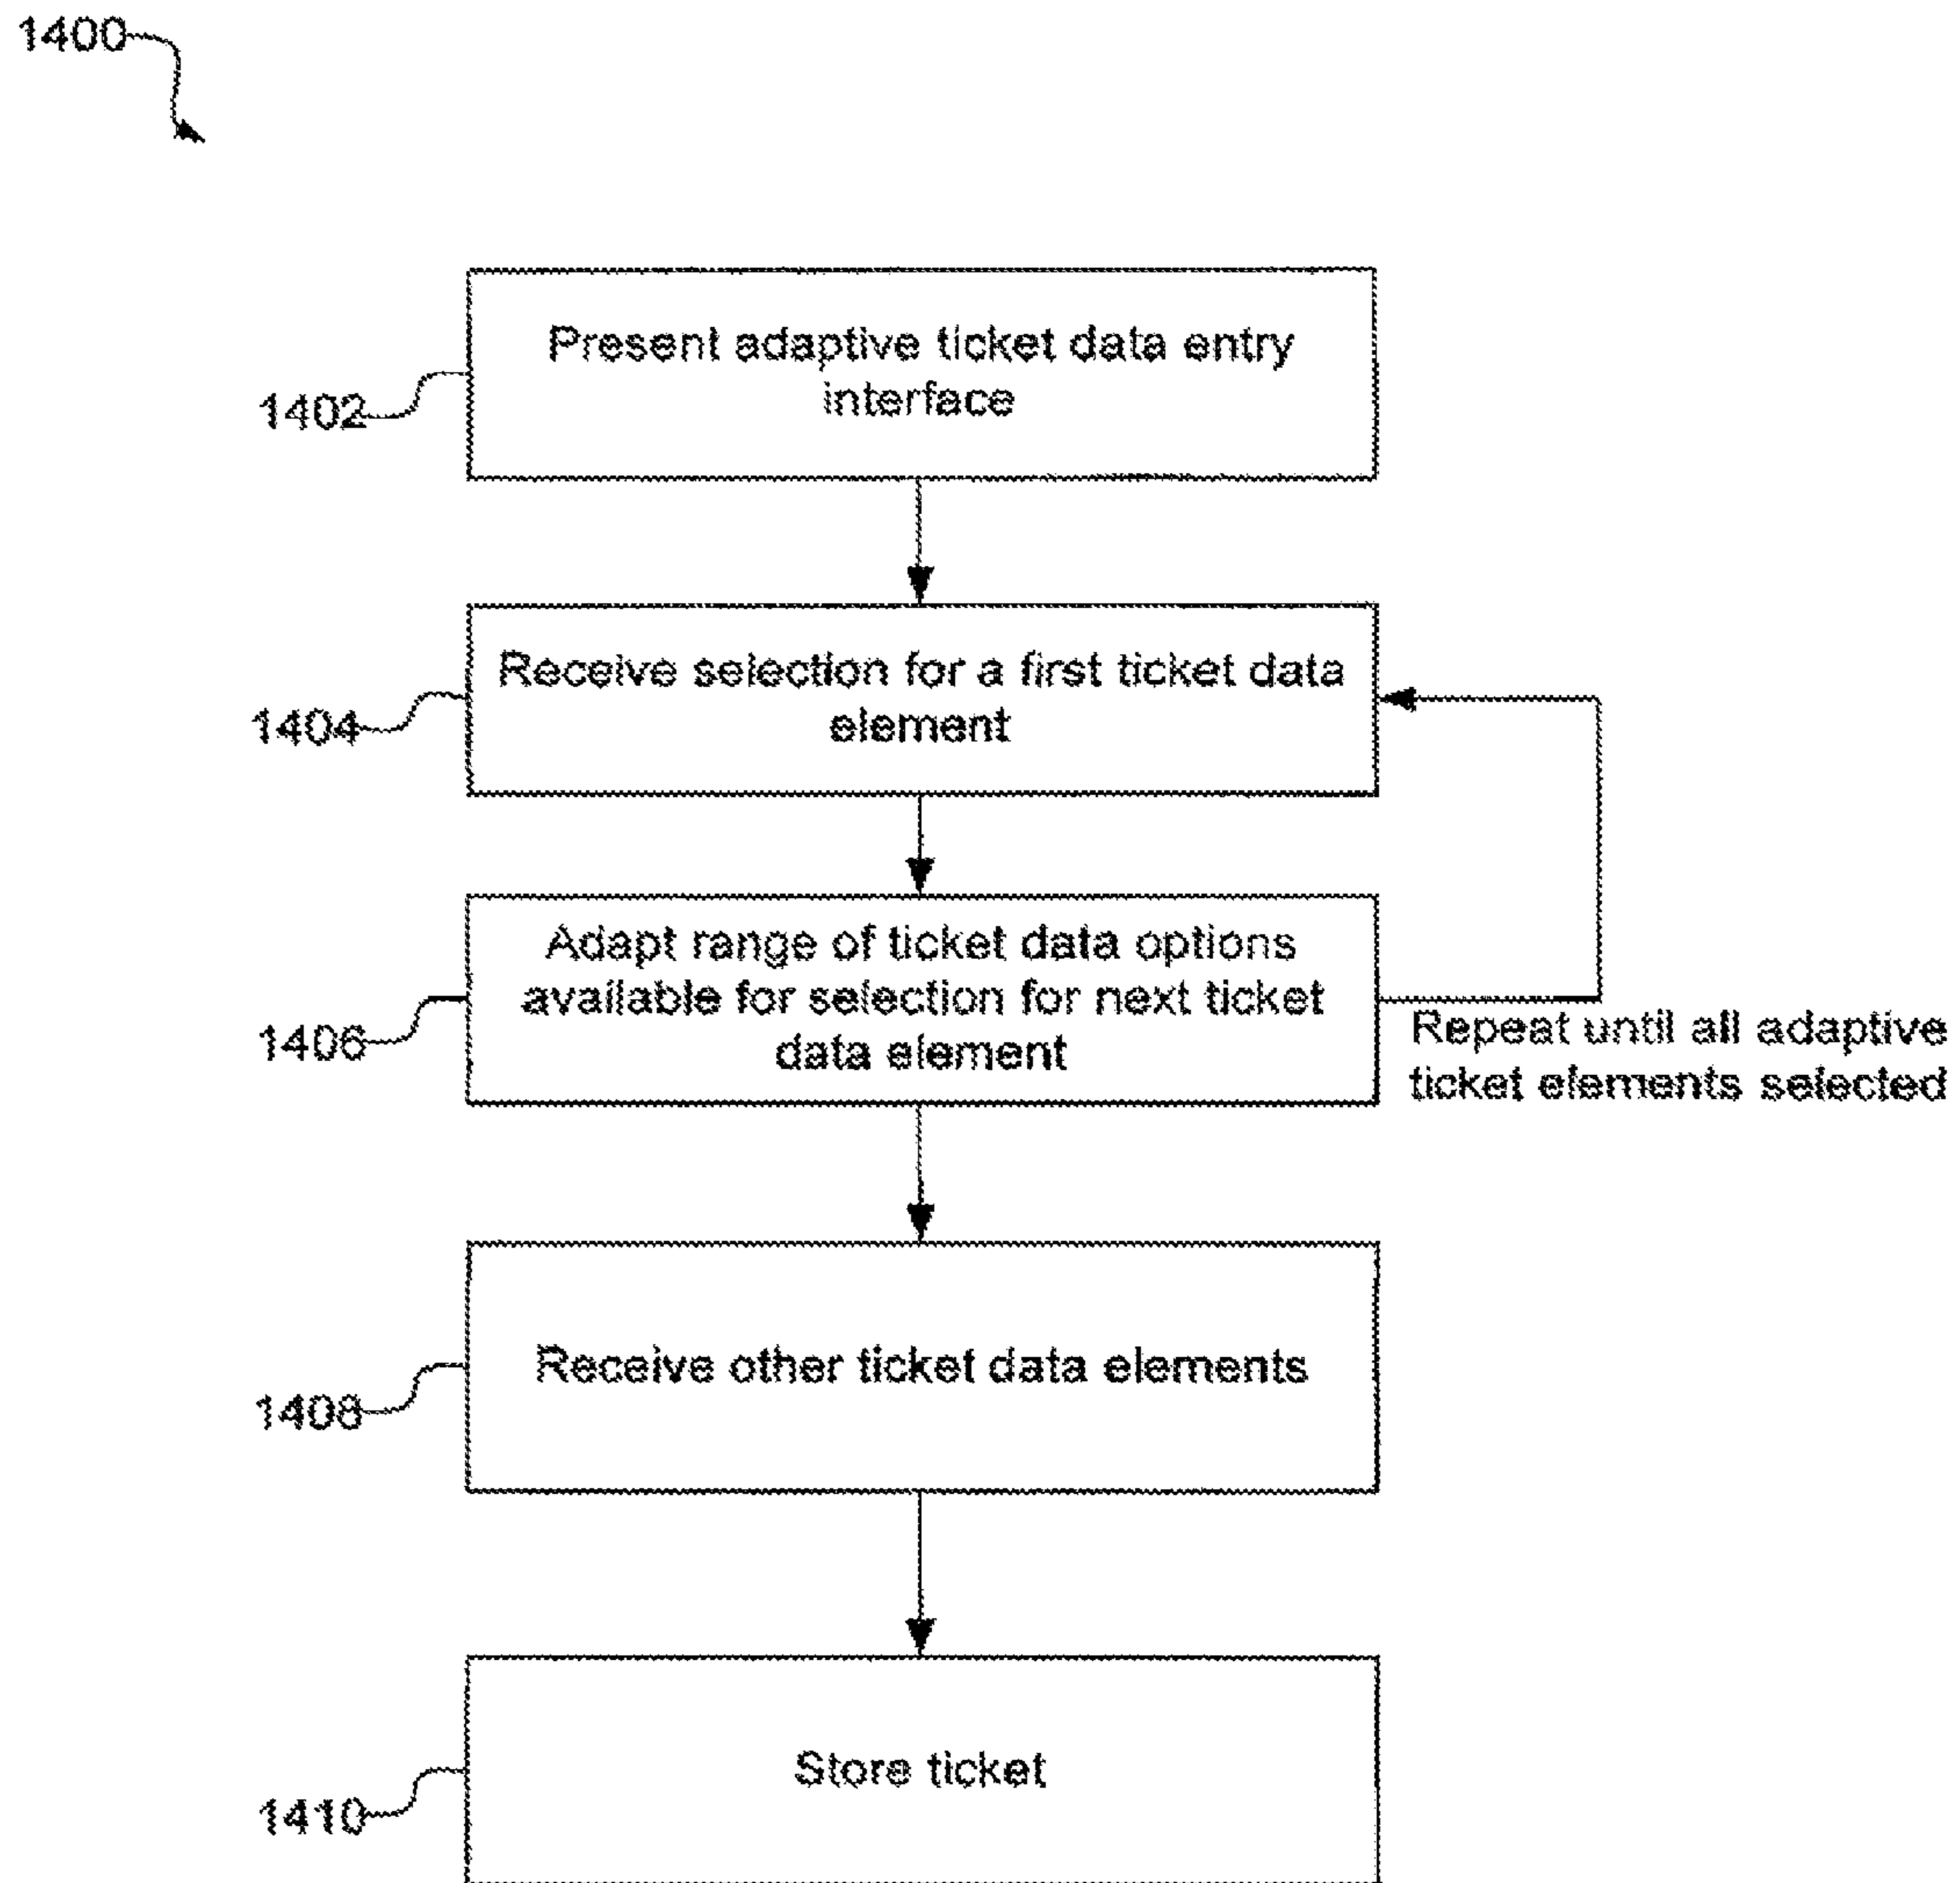 1400
Present adaptive ticket data entry
interface
1402
Receive selection for a first ticket data
element
1404
Adapt range of ticket data options
available for selection for next ticket
data element
1406
Repeat until all adaptive
ticket elements selected
Receive other ticket data elements
1408
Store ticket
1410